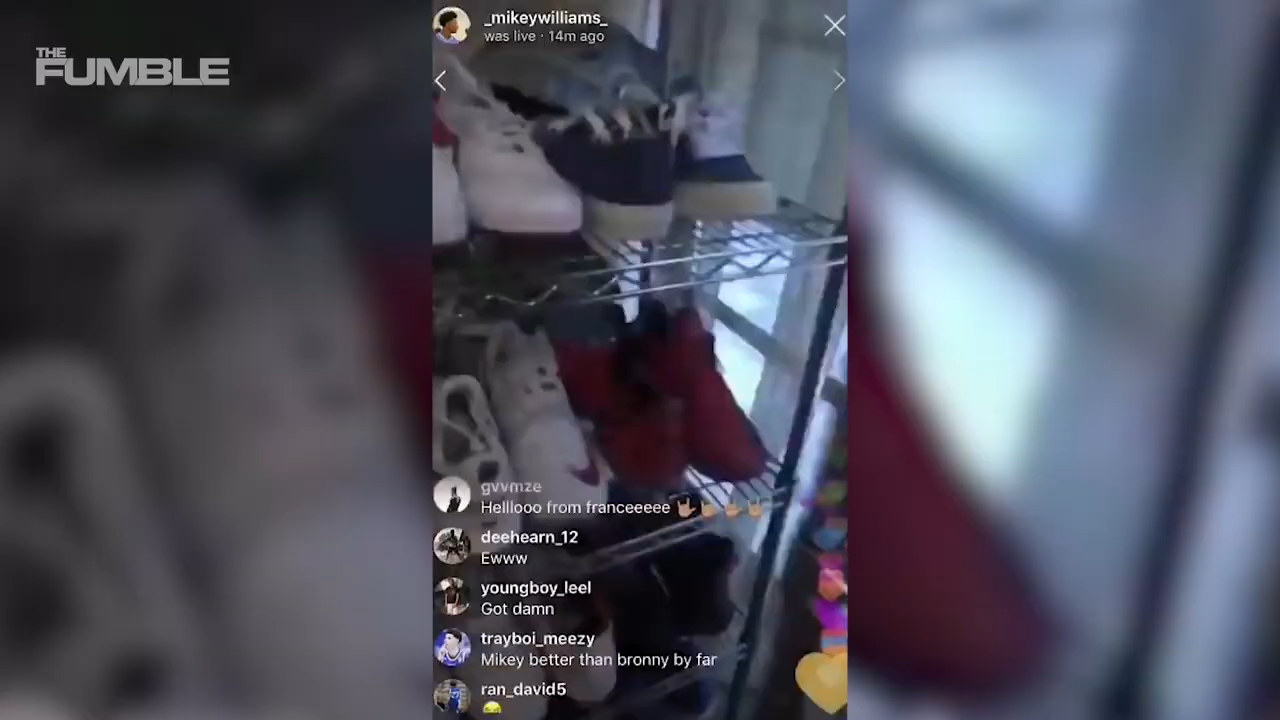 THE
FUMBLE
_mikeywilliams_
was live · 14m ago
gvvmze
Helllooo from franceeeee 🤟🏼🤟🏼🤟🏼🤟🏼
deehearn_12
Ewww
youngboy_leel
Got damn
trayboi_meezy
Mikey better than bronny by far
ran_david5
😂